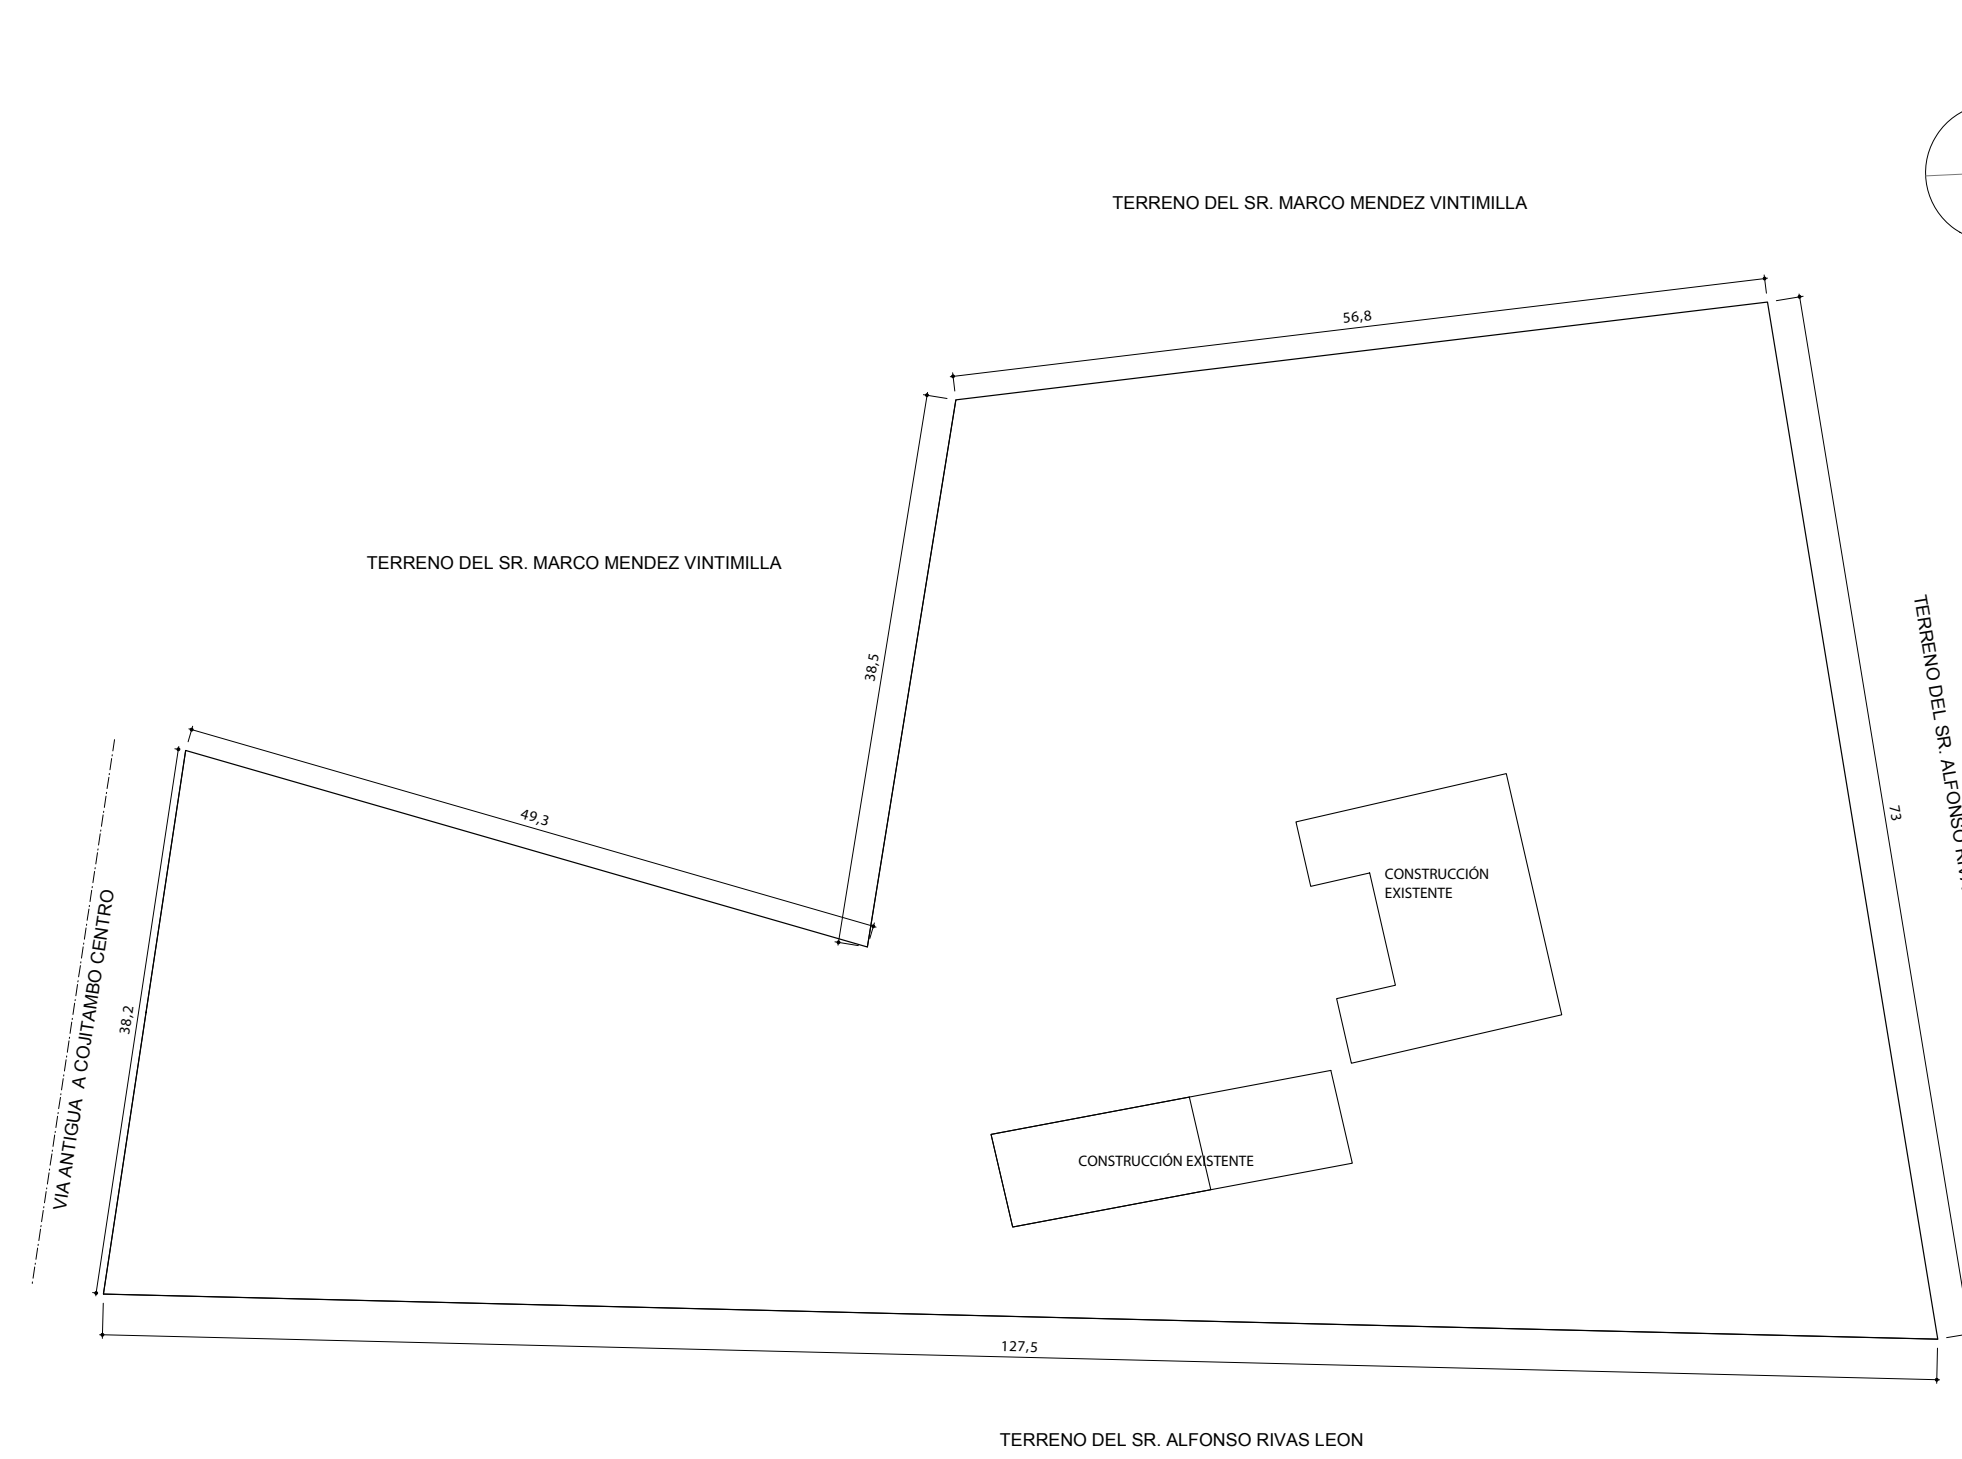 TERRENO DEL SR. MARCO MENDEZ VINTIMILLA
56,8
TERRENO DEL SR. MARCO MENDEZ VINTIMILLA
38,5
49,3
TERRENO DEL SR. ALFONSO
73
CONSTRUCCIÓN
EXISTENTE
VIA ANTIGUA A COJITAMBO CENTRO
38,2
CONSTRUCCIÓN EXISTENTE
127,5
TERRENO DEL SR. ALFONSO RIVAS LEON